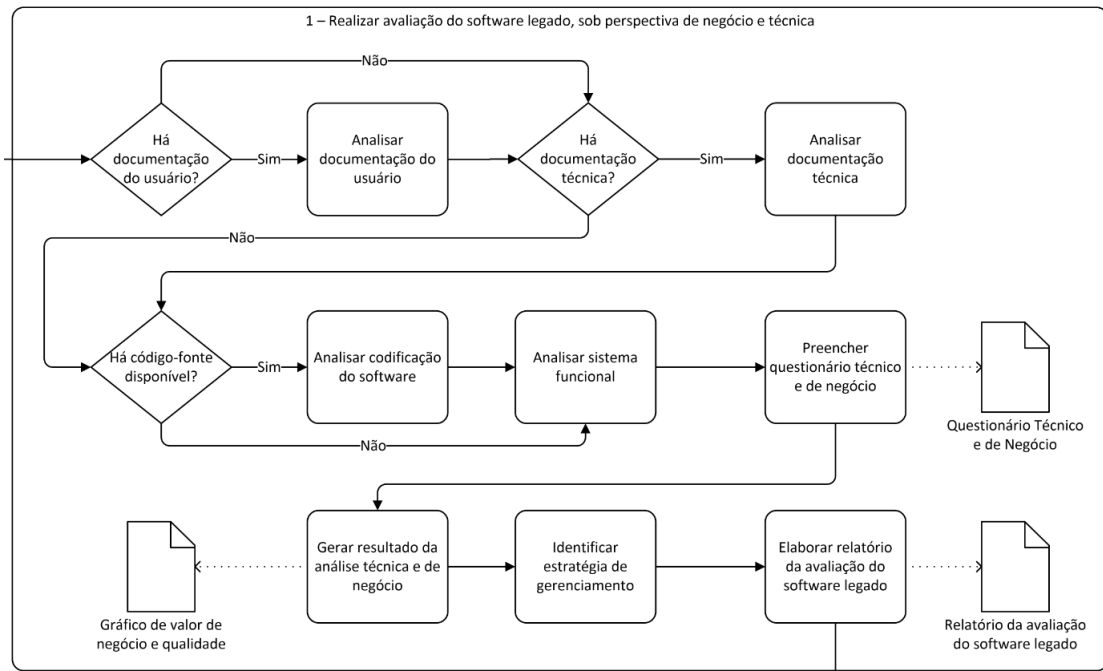 1 – Realizar avaliação do software legado, sob perspectiva de negócio e técnica
Não
Há
documentação
do usuário?
Sim
Analisar
documentação do
usuário
Há
documentação
técnica?
Sim
Analisar
documentação
técnica
Não
Há código-fonte
disponível?
Sim
Analisar codificação
do software
Analisar sistema
funcional
Preencher
questionário técnico
e de negócio
Não
Questionário Técnico
e de Negócio
Gráfico de valor de
negócio e qualidade
Gerar resultado da
análise técnica e de
negócio
Identificar
estratégia de
gerenciamento
Elaborar relatório
da avaliação do
software legado
Relatório da avaliação
do software legado